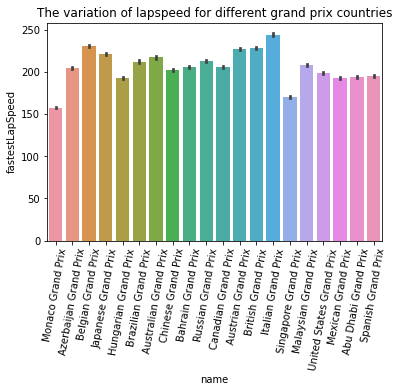 The variation of lapspeed for different grand prix countries
250
200
150
100
50
0
fastestLapSpeed
Monaco Grand Prix
Azerbaijan Grand Prix
Belgian Grand Prix
Japanese Grand Prix
Hungarian Grand Prix
Brazilian Grand Prix
Australian Grand Prix
Chinese Grand Prix
Bahrain Grand Prix
Russian Grand Prix
Canadian Grand Prix
Austrian Grand Prix
British Grand Prix
Italian Grand Prix
Singapore Grand Prix
Malaysian Grand Prix
United States Grand Prix
Mexican Grand Prix
Abu Dhabi Grand Prix
Spanish Grand Prix
name